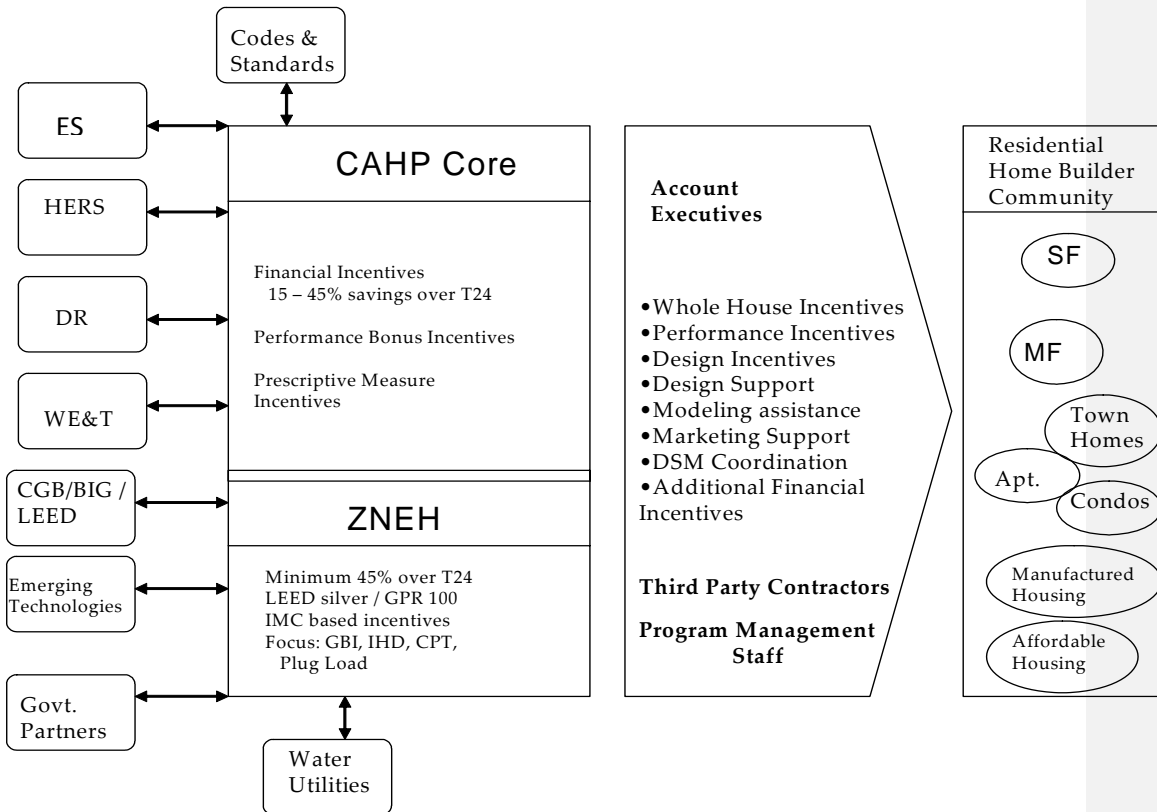 Codes &
Standards
ES
HERS
DR
WE&T
CGB/BIG /
LEED
Emerging
Technologies
Govt.
Partners
CAHP Core
Financial Incentives
15 – 45% savings over T24
Performance Bonus Incentives
Prescriptive Measure
Incentives
ZNEH
Minimum 45% over T24
LEED silver / GPR 100
IMC based incentives
Focus: GBI, IHD, CPT,
Plug Load
Water
Utilities
Account
Executives
•Whole House Incentives
•Performance Incentives
•Design Incentives
•Design Support
•Modeling assistance
•Marketing Support
•DSM Coordination
•Additional Financial
Incentives
Third Party Contractors
Program Management
Staff
Residential
Home Builder
Community
SF
MF
Town
Homes
Apt.
Condos
Manufactured
Housing
Affordable
Housing